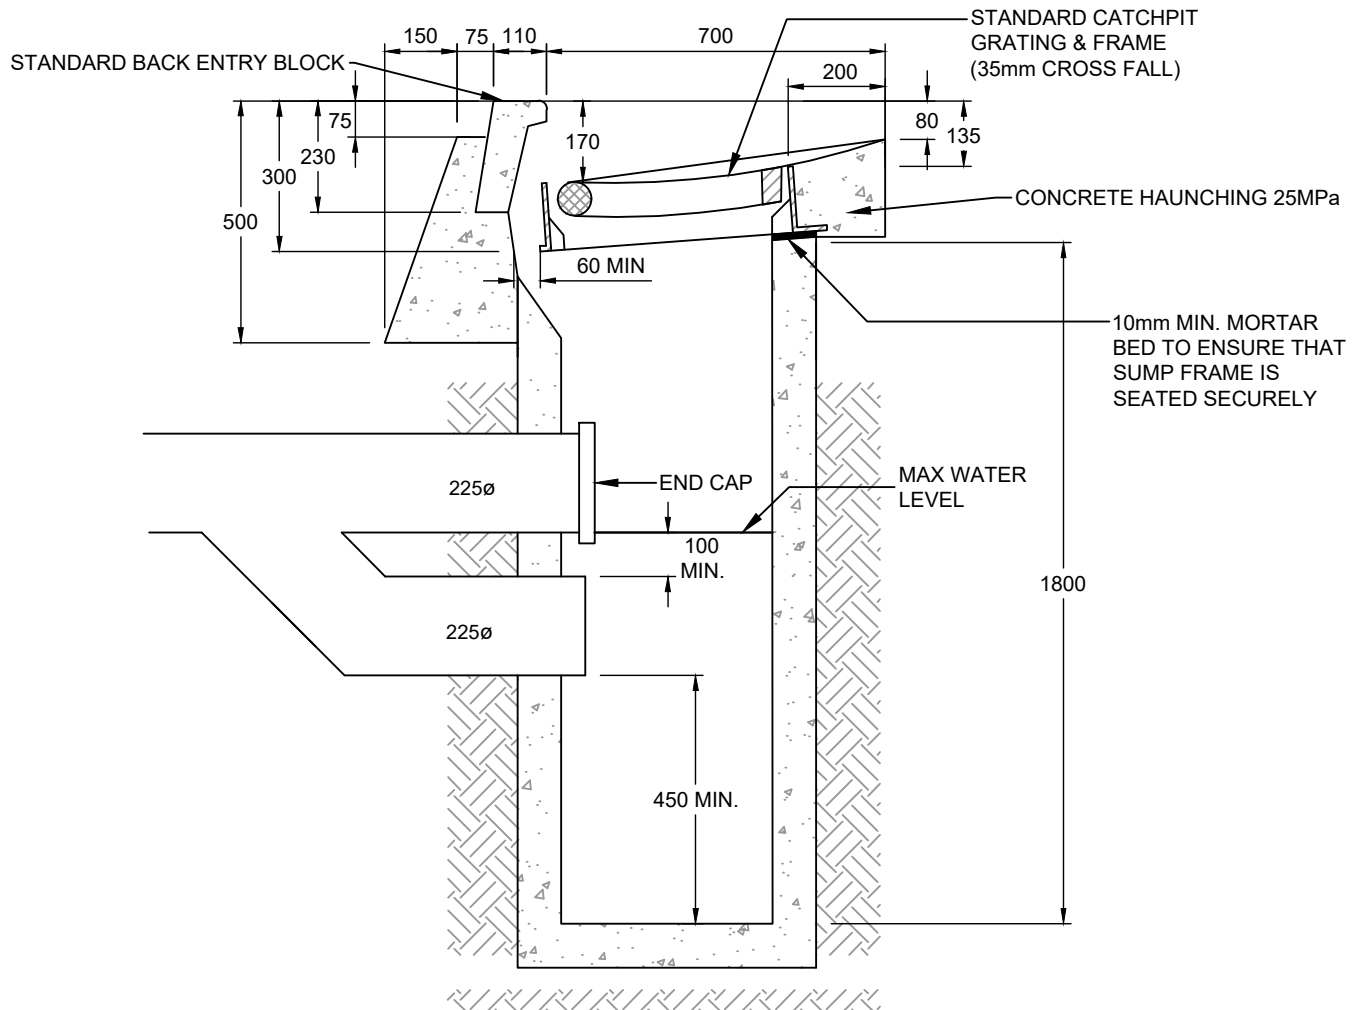 STANDARD CATCHPIT
GRATING & FRAME
(35mm CROSS FALL)
150
75
110
700
STANDARD BACK ENTRY BLOCK
200
75
170
80
135
230
300
500
CONCRETE HAUNCHING 25MPa
60 MIN
10mm MIN. MORTAR
BED TO ENSURE THAT
SUMP FRAME IS
SEATED SECURELY
225ø
END CAP
MAX WATER
LEVEL
100
MIN.
1800
225ø
450 MIN.